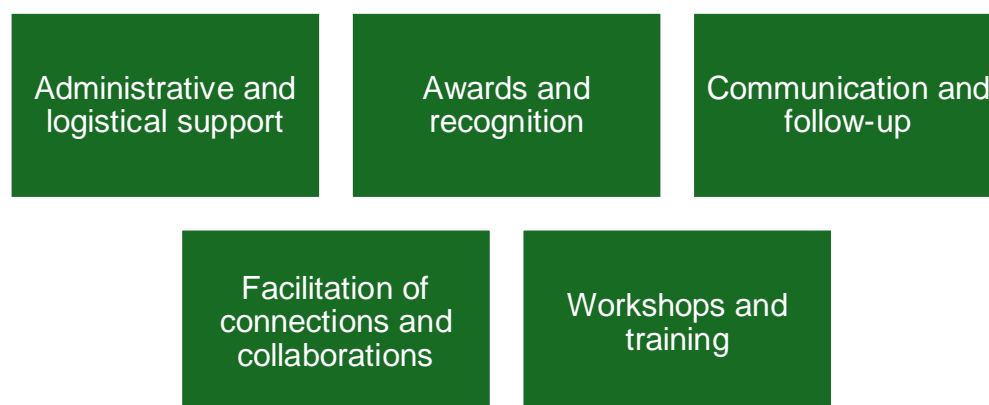 Administrative and
logistical support
Awards and
recognition
Communication and
follow-up
Facilitation of
connections and
collaborations
Workshops and
training